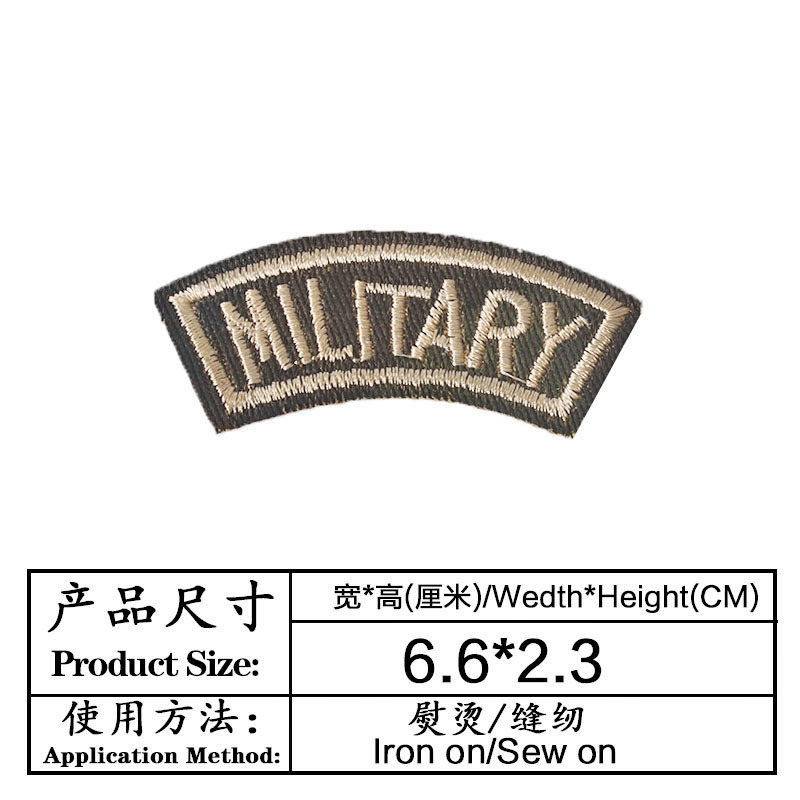 MILITARY
产品尺寸
Product Size:
宽*高(厘米)/Wedth*Height(CM)
6.6*2.3
使用方法：
Application Method:
熨烫/缝纫
Iron on/Sew on